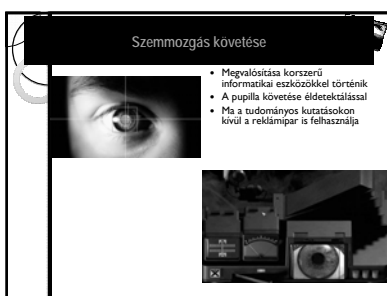 Szemmozgás követése
• Megvalósítása korszerű
informatikai eszközökkel történik
• A pupilla követése éldetektálással
• Ma a tudományos kutatásokon
kívül a reklámipar is felhasználja